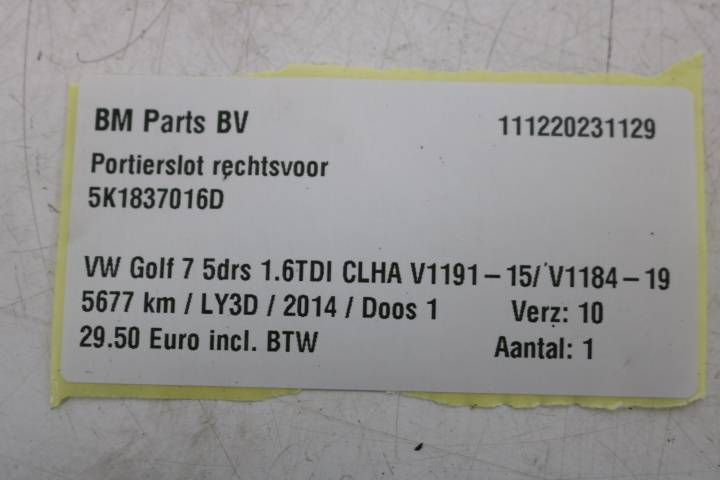 BM Parts BV 111220231129
Portierslot rechtsvoor
5K1837016D
VW Golf 7 5drs 1.6TDI CLHA V1191-15/ V1184-19
5677 km / LY3D / 2014 / Doos 1 Verz: 10
29.50 Euro incl. BTW Aantal: 1